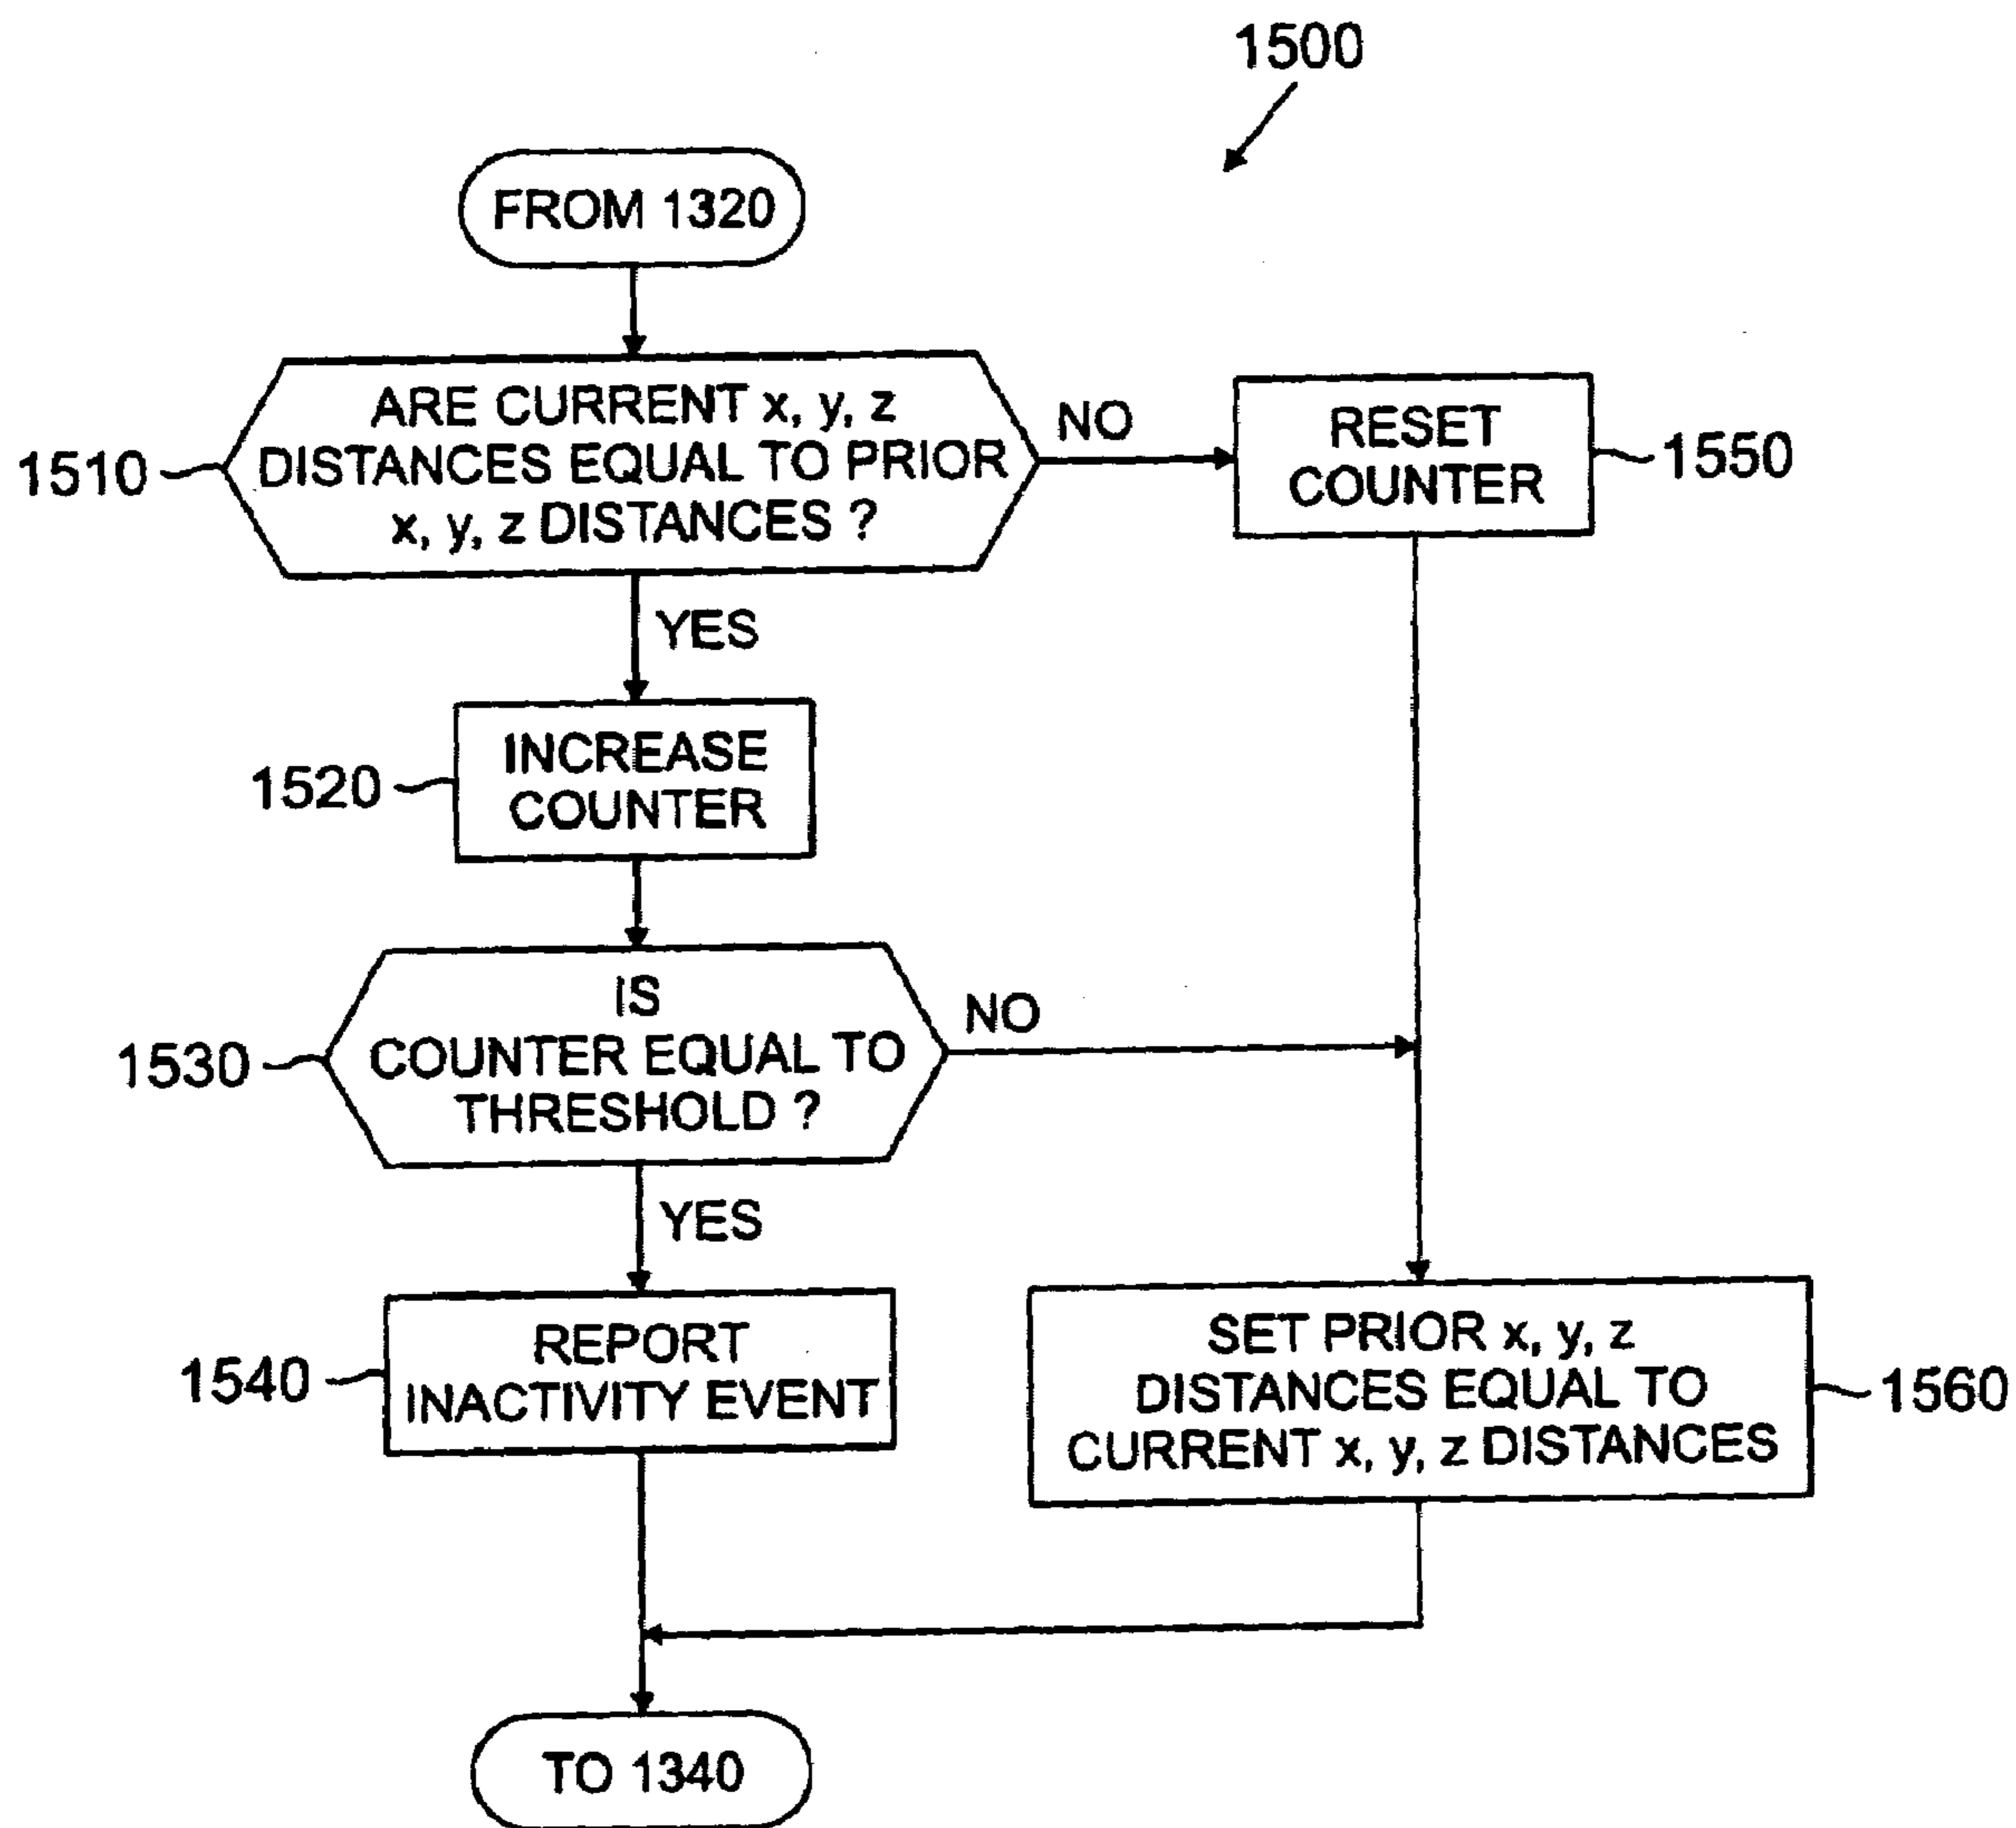 1500
FROM 1320
1510
ARE CURRENT x, y, z
DISTANCES EQUAL TO PRIOR
x, y, z DISTANCES ?
NO
RESET
COUNTER
1550
YES
1520
INCREASE
COUNTER
1530
IS
COUNTER EQUAL TO
THRESHOLD ?
NO
YES
1540
REPORT
INACTIVITY EVENT
SET PRIOR x, y, z
DISTANCES EQUAL TO
CURRENT x, y, z DISTANCES
1560
TO 1340